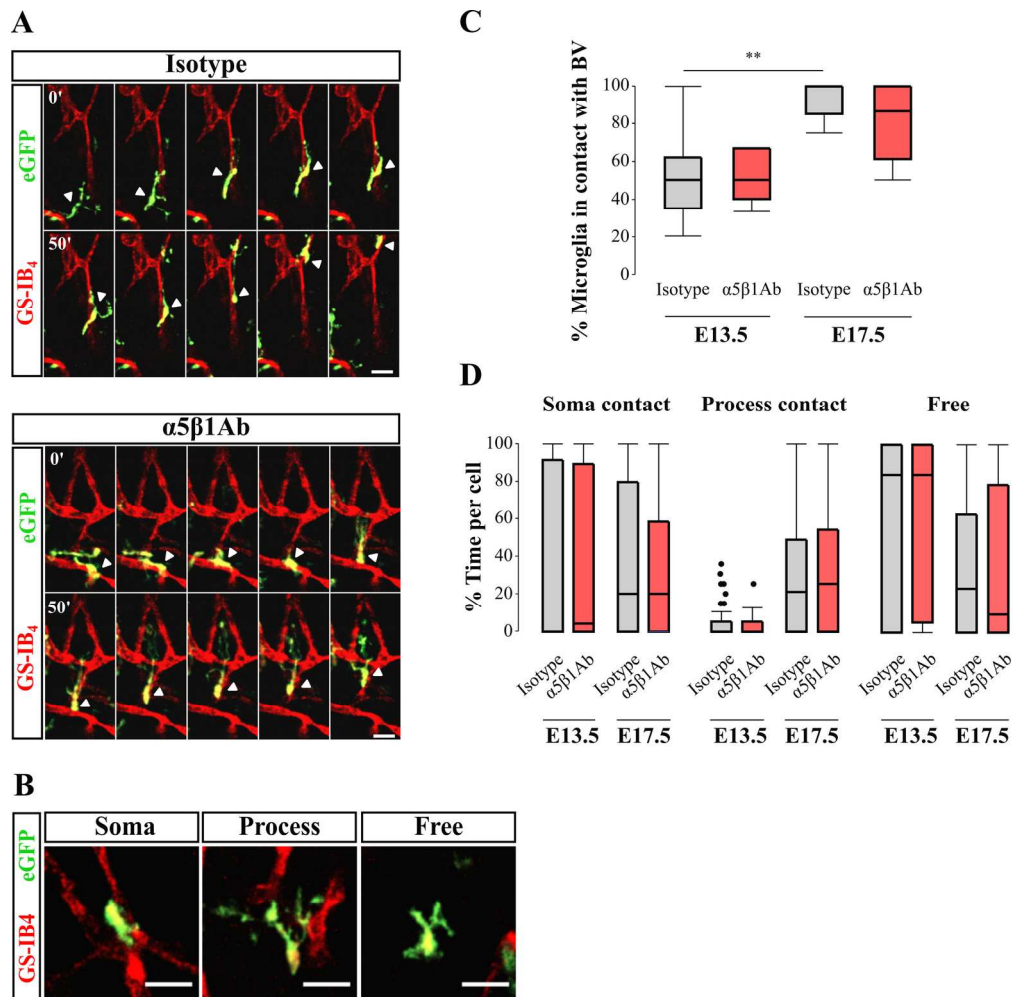 A
Isotype
eGFP
GS-IB4
0'
50'
α5β1Ab
eGFP
GS-IB4
0'
50'
B
Soma Process Free
GS-IB4 eGFP
C
% Microglia in contact with BV
**
100
80
60
40
20
0
Isotype α5β1Ab Isotype α5β1Ab
E13.5 E17.5
D
Soma contact Process contact Free
% Time per cell
100
80
60
40
20
0
Isotype α5β1Ab Isotype α5β1Ab Isotype α5β1Ab Isotype α5β1Ab Isotype α5β1Ab Isotype α5β1Ab
E13.5 E17.5 E13.5 E17.5 E13.5 E17.5